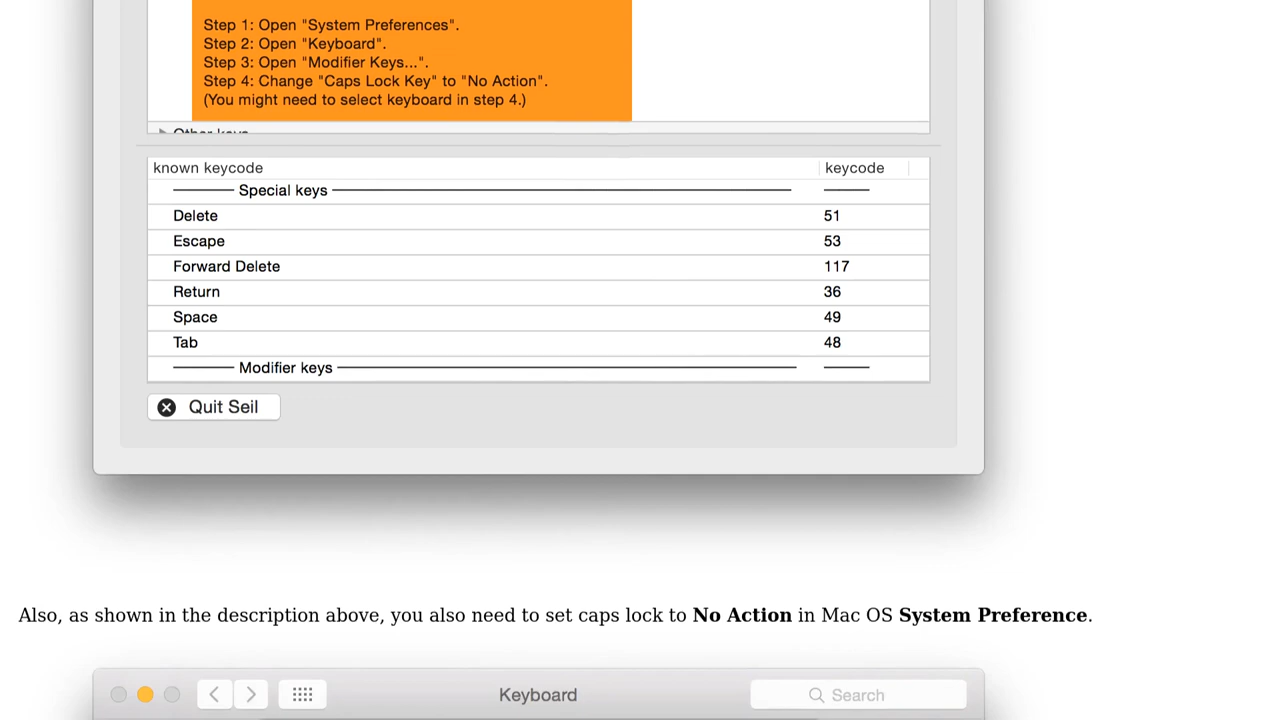 Step 1: Open "System Preferences".
Step 2: Open "Keyboard".
Step 3: Open "Modifier Keys...".
Step 4: Change "Caps Lock Key" to "No Action".
(You might need to select keyboard in step 4.)
Other keys
known keycode keycode
Special keys
Delete 51
Escape 53
Forward Delete 117
Return 36
Space 49
Tab 48
Modifier keys
Quit Seil
Also, as shown in the description above, you also need to set caps lock to No Action in Mac OS System Preference.
Keyboard Search